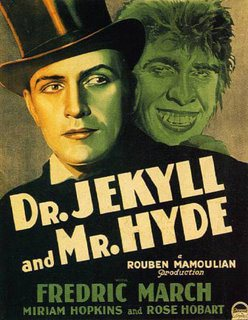 DR. JEKYLL
and MR. HYDE
a
ROUBEN MAMOULIAN
Production
WITH
FREDRIC MARCH
MIRIAM HOPKINS and ROSE HOBART